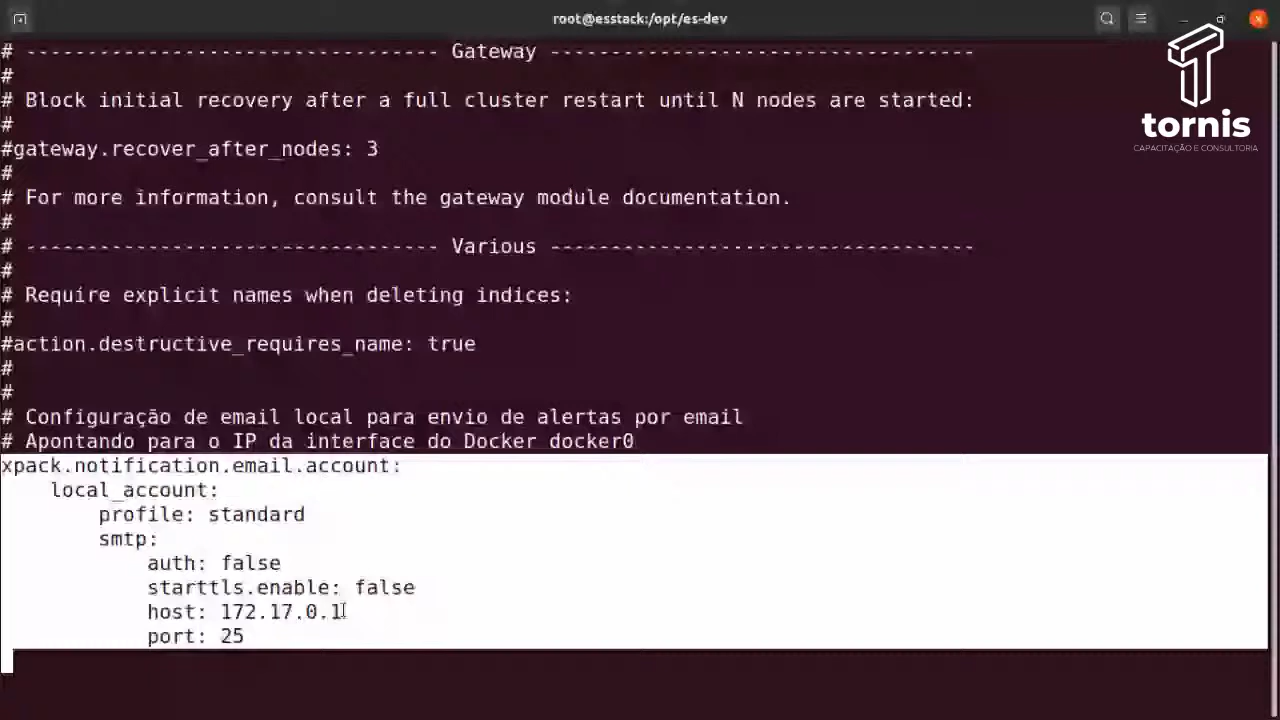 root@esstack:/opt/es-dev
# ---------------------------------- Gateway -----------------------------------
#
# Block initial recovery after a full cluster restart until N nodes are started:
#
#gateway.recover_after_nodes: 3
#
# For more information, consult the gateway module documentation.
#
# ---------------------------------- Various -----------------------------------
#
# Require explicit names when deleting indices:
#
#action.destructive_requires_name: true
#
#
# Configuração de email local para envio de alertas por email
# Apontando para o IP da interface do Docker docker0
xpack.notification.email.account:
    local_account:
        profile: standard
        smtp:
            auth: false
            starttls.enable: false
            host: 172.17.0.1
            port: 25
tornis
CAPACITAÇÃO E CONSULTORIA